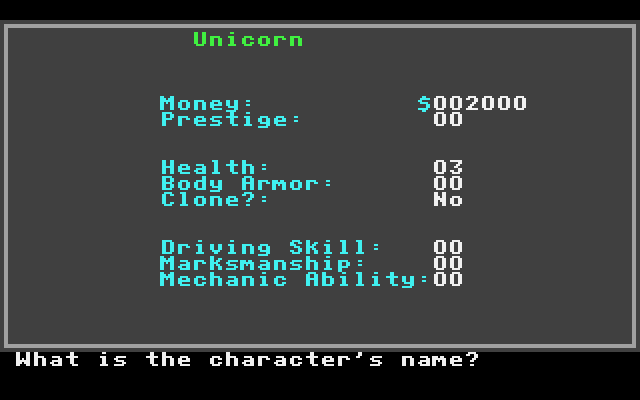 Unicorn
Money: $002000
Prestige: 00
Health: 03
Body Armor: 00
Clone?: No
Driving Skill: 00
Marksmanship: 00
Mechanic Ability:00
What is the character's name?